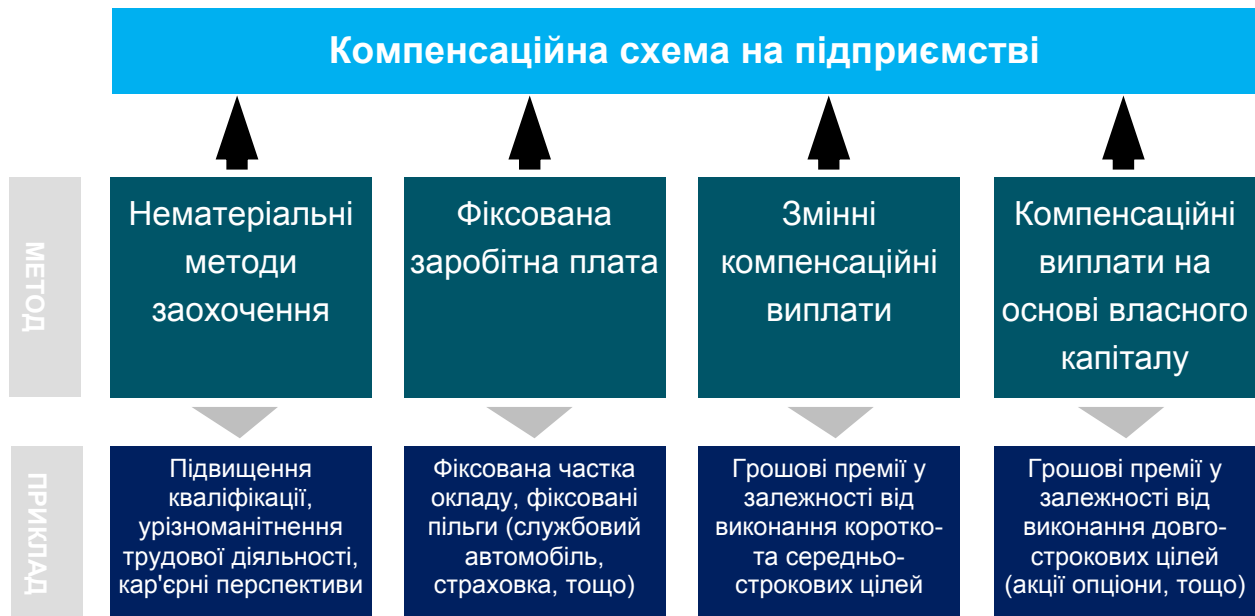 Компенсаційна схема на підприємстві
МЕТОД
Нематеріальні
методи
заохочення
Фіксована
заробітна плата
Змінні
компенсаційні
виплати
Компенсаційні
виплати на
основі власного
капіталу
ПРИКЛАД
Підвищення
кваліфікації,
урізноманітнення
трудової діяльності,
кар'єрні перспективи
Фіксована частка
окладу, фіксовані
пільги (службовий
автомобіль,
страховка, тощо)
Грошові премії у
залежності від
виконання коротко-
та середньо-
строкових цілей
Грошові премії у
залежності від
виконання довго-
строкових цілей
(акції опціони, тощо)